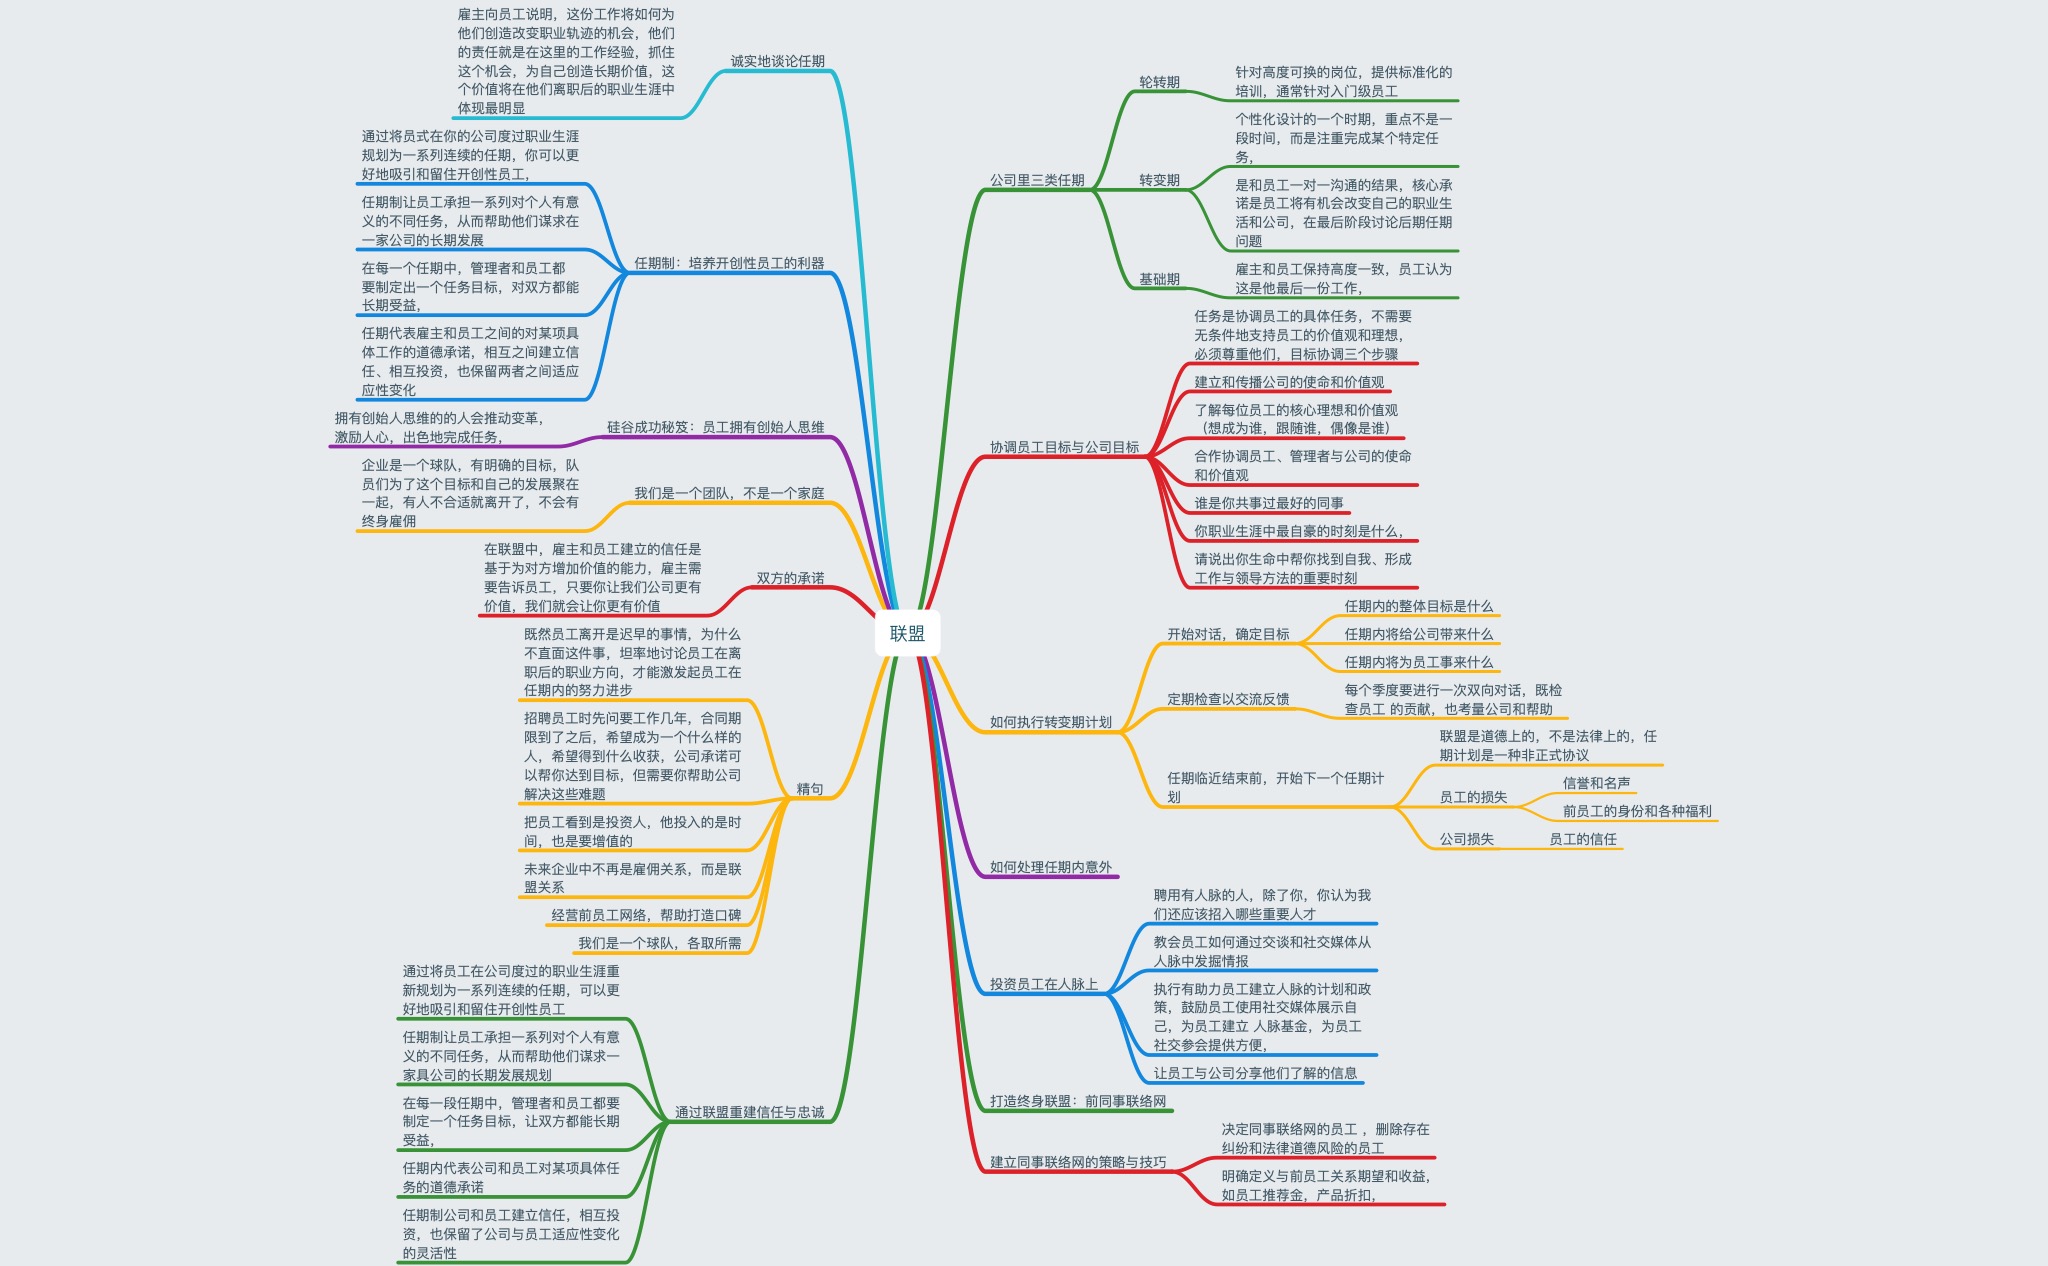 联盟
公司里三类任期
轮转期
针对高度可换的岗位，提供标准化的
培训，通常针对入门级员工
转变期
个性化设计的一个时期，重点不是一
段时间，而是注重完成某个特定任
务，
是和员工一对一沟通的结果，核心承
诺是员工将有机会改变自己的职业生
活和公司，在最后阶段讨论后期任期
问题
基础期
雇主和员工保持高度一致，员工认为
这是他最后一份工作，
协调员工目标与公司目标
任务是协调员工的具体任务，不需要
无条件地支持员工的价值观和理想，
必须尊重他们，目标协调三个步骤
建立和传播公司的使命和价值观
了解每位员工的核心理想和价值观
（想成为谁，跟随谁，偶像是谁）
合作协调员工、管理者与公司的使命
和价值观
谁是你共事过最好的同事
你职业生涯中最自豪的时刻是什么，
请说出你生命中帮你找到自我、形成
工作与领导方法的重要时刻
如何执行转变期计划
开始对话，确定目标
任期内的整体目标是什么
任期内将给公司带来什么
任期内将为员工事来什么
定期检查以交流反馈
每个季度要进行一次双向对话，既检
查员工 的贡献，也考量公司和帮助
任期临近结束前，开始下一个任期计
划
联盟是道德上的，不是法律上的，任
期计划是一种非正式协议
员工的损失
信誉和名声
前员工的身份和各种福利
公司损失
员工的信任
如何处理任期内意外
投资员工在人脉上
聘用有人脉的人，除了你，你认为我
们还应该招入哪些重要人才
教会员工如何通过交谈和社交媒体从
人脉中发掘情报
执行有助力员工建立人脉的计划和政
策，鼓励员工使用社交媒体展示自
己，为员工建立 人脉基金，为员工
社交参会提供方便，
让员工与公司分享他们了解的信息
打造终身联盟：前同事联络网
建立同事联络网的策略与技巧
决定同事联络网的员工 ，删除存在
纠纷和法律道德风险的员工
明确定义与前员工关系期望和收益，
如员工推荐金，产品折扣，
诚实地谈论任期
雇主向员工说明，这份工作将如何为
他们创造改变职业轨迹的机会，他们
的责任就是在这里的工作经验，抓住
这个机会，为自己创造长期价值，这
个价值将在他们离职后的职业生涯中
体现最明显
任期制：培养开创性员工的利器
通过将员式在你的公司度过职业生涯
规划为一系列连续的任期，你可以更
好地吸引和留住开创性员工，
任期制让员工承担一系列对个人有意
义的不同任务，从而帮助他们谋求在
一家公司的长期发展
在每一个任期中，管理者和员工都
要制定出一个任务目标，对双方都能
长期受益，
任期代表雇主和员工之间的对某项具
体工作的道德承诺，相互之间建立信
任、相互投资，也保留两者之间适应
应性变化
硅谷成功秘笈：员工拥有创始人思维
拥有创始人思维的的人会推动变革，
激励人心，出色地完成任务，
我们是一个团队，不是一个家庭
企业是一个球队，有明确的目标，队
员们为了这个目标和自己的发展聚在
一起，有人不合适就离开了，不会有
终身雇佣
双方的承诺
在联盟中，雇主和员工建立的信任是
基于为对方增加价值的能力，雇主需
要告诉员工，只要你让我们公司更有
价值，我们就会让你更有价值
精句
既然员工离开是迟早的事情，为什么
不直面这件事，坦率地讨论员工在离
职后的职业方向，才能激发起员工在
任期内的努力进步
招聘员工时先问要工作几年，合同期
限到了之后，希望成为一个什么样的
人，希望得到什么收获，公司承诺可
以帮你达到目标，但需要你帮助公司
解决这些难题
把员工看到是投资人，他投入的是时
间，也是要增值的
未来企业中不再是雇佣关系，而是联
盟关系
经营前员工网络，帮助打造口碑
我们是一个球队，各取所需
通过联盟重建信任与忠诚
通过将员工在公司度过的职业生涯重
新规划为一系列连续的任期，可以更
好地吸引和留住开创性员工
任期制让员工承担一系列对个人有意
义的不同任务，从而帮助他们谋求一
家具公司的长期发展规划
在每一段任期中，管理者和员工都要
制定一个任务目标，让双方都能长期
受益，
任期内代表公司和员工对某项具体任
务的道德承诺
任期制公司和员工建立信任，相互投
资，也保留了公司与员工适应性变化
的灵活性